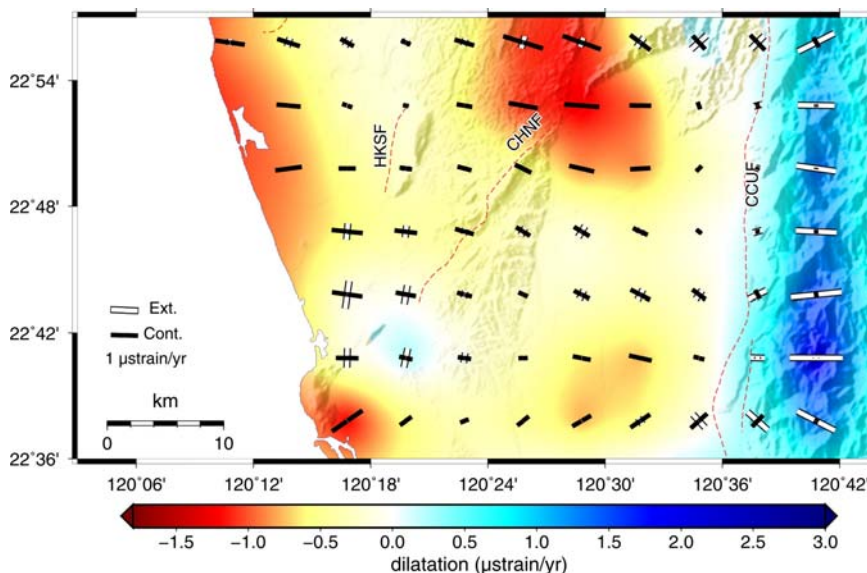 22°54'
22°48'
22°42'
22°36'
HKSF
CHNF
CCUF
Ext.
Cont.
1 µstrain/yr
km
0 10
120°06' 120°12' 120°18' 120°24' 120°30' 120°36' 120°42'
−1.5 −1.0 −0.5 0.0 0.5 1.0 1.5 2.0 2.5 3.0
dilatation (µstrain/yr)